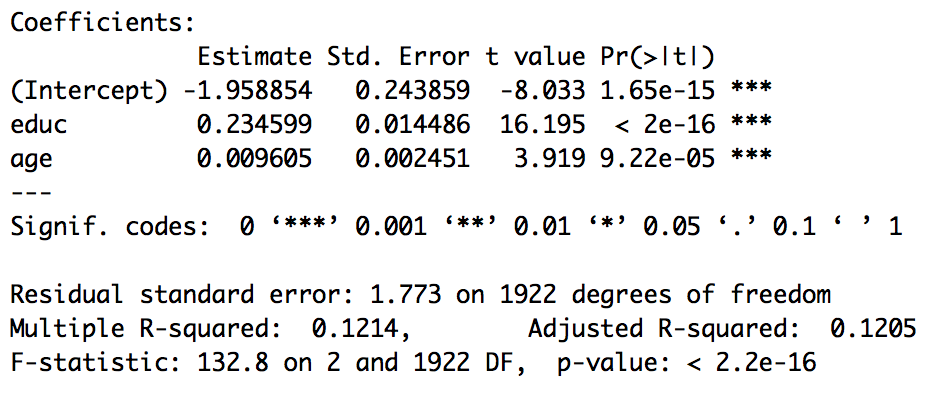 Coefficients:
Estimate Std. Error t value Pr(>|t|)
(Intercept) -1.958854 0.243859 -8.033 1.65e-15 ***
educ 0.234599 0.014486 16.195 < 2e-16 ***
age 0.009605 0.002451 3.919 9.22e-05 ***
---
Signif. codes: 0 ‘***’ 0.001 ‘**’ 0.01 ‘*’ 0.05 ‘.’ 0.1 ‘ ’ 1
Residual standard error: 1.773 on 1922 degrees of freedom
Multiple R-squared: 0.1214, Adjusted R-squared: 0.1205
F-statistic: 132.8 on 2 and 1922 DF, p-value: < 2.2e-16